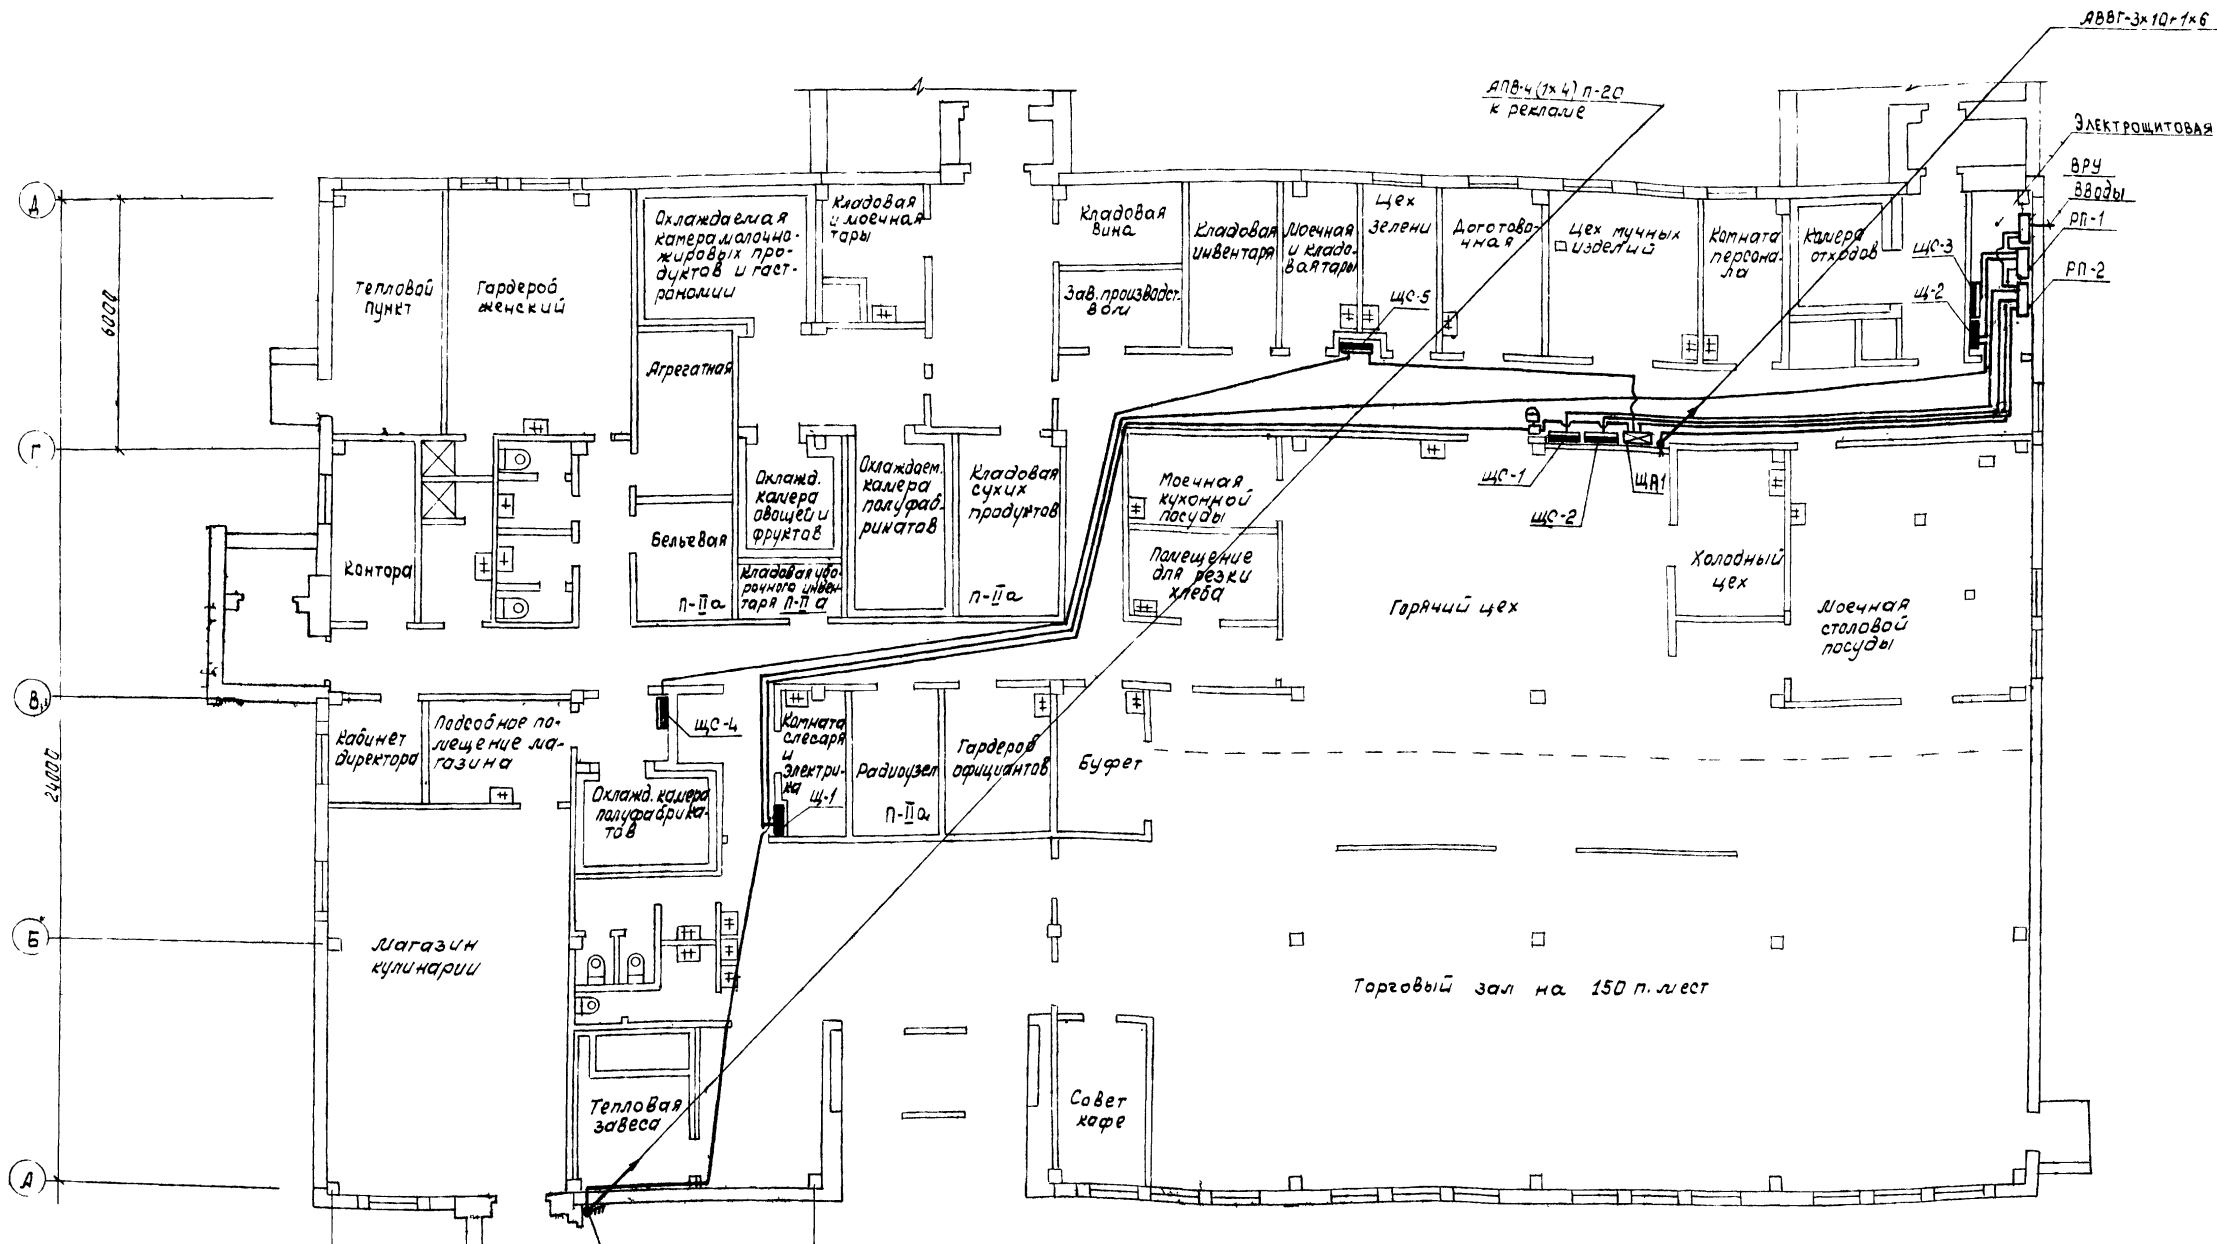 АВВГ-3×10+1×6
АПВ-4(1×4) П-20
к рекламе
Электрощитовая
ВРУ
Вводы
РП-1
РП-2
ЩС-3
Щ-2
Д
Г
В
Б
А
6000
24000
Тепловой
пункт
Гардероб
женский
Охлаждаемая
камера молочно-
жировых про-
дуктов и гаст-
рономии
Кладовая
и моечная
тары
Кладовая
вина
Зав. производст-
вом
Кладовая
инвентаря
Моечная
и кладо-
вая тары
Цех
зелени
Догото-
вочная
Цех мучных
изделий
Комната
персона-
ла
Камера
отходов
ЩС-5
Агрегатная
Бельевая
П-IIа
Охлажд.
камера
овощей и
фруктов
Кладовая убо-
рочного инвен-
таря П-IIа
Охлаждаем.
камера
полуфаб-
рикатов
Кладовая
сухих
продуктов
П-IIа
Моечная
кухонной
посуды
Помещение
для резки
хлеба
ЩС-1
ЩС-2
ЩА1
Горячий цех
Холодный
цех
Моечная
столовой
посуды
Контора
Кабинет
директора
Подсобное по-
мещение ма-
газина
ЩС-4
Охлажд. камера
полуфабрика-
тов
Комната
слесаря
и
электри-
ка
Щ-1
Радиоузел
П-IIа
Гардероб
официантов
Буфет
Магазин
кулинарии
Торговый зал на 150 п. мест
Тепловая
завеса
Совет
кафе